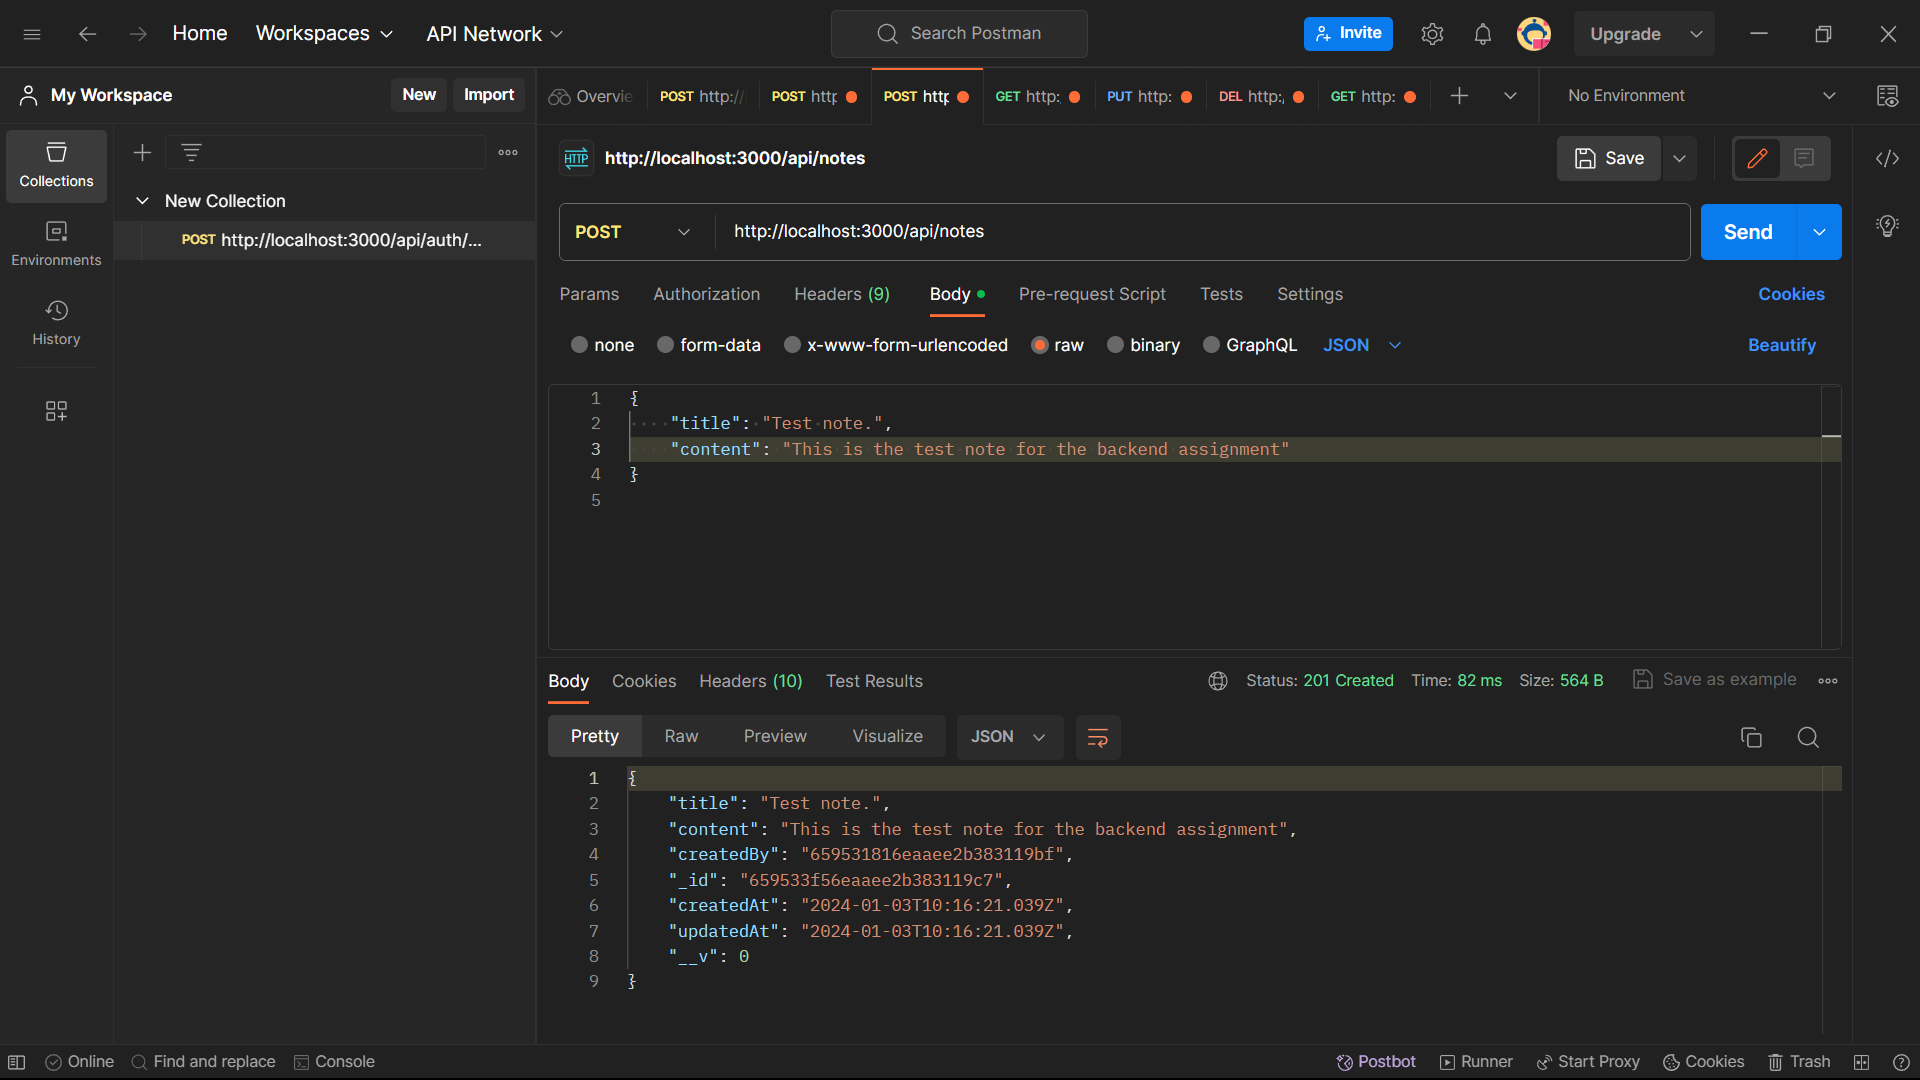 Home Workspaces API Network Search Postman Invite Upgrade
My Workspace New Import Overvie POST http:// POST http POST http GET http: PUT http: DEL http: GET http: No Environment
Collections
Environments
History
New Collection
POST http://localhost:3000/api/auth/...
HTTP http://localhost:3000/api/notes Save
POST http://localhost:3000/api/notes Send
Params Authorization Headers (9) Body Pre-request Script Tests Settings Cookies
none form-data x-www-form-urlencoded raw binary GraphQL JSON Beautify
1 {
2 "title": "Test note.",
3 "content": "This is the test note for the backend assignment"
4 }
5
Body Cookies Headers (10) Test Results Status: 201 Created Time: 82 ms Size: 564 B Save as example
Pretty Raw Preview Visualize JSON
1 {
2 "title": "Test note.",
3 "content": "This is the test note for the backend assignment",
4 "createdBy": "659531816eaaee2b383119bf",
5 "_id": "659533f56eaaee2b383119c7",
6 "createdAt": "2024-01-03T10:16:21.039Z",
7 "updatedAt": "2024-01-03T10:16:21.039Z",
8 "__v": 0
9 }
Online Find and replace Console Postbot Runner Start Proxy Cookies Trash